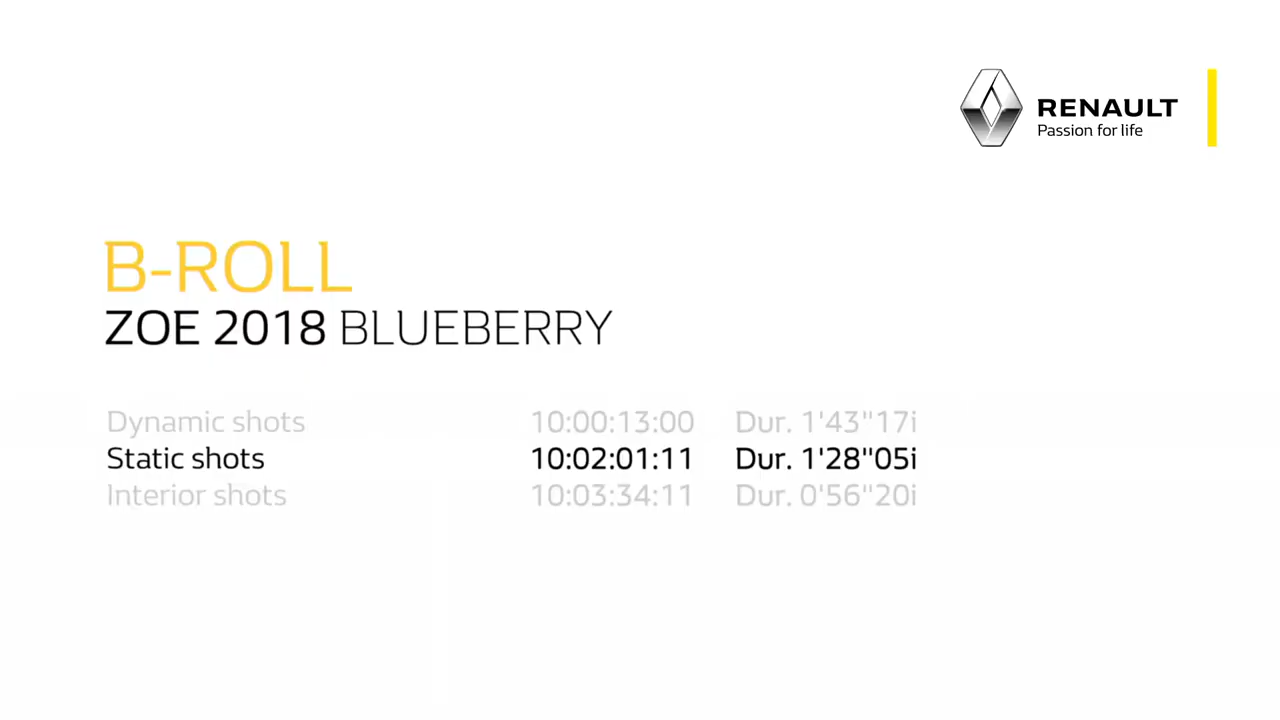 RENAULT
Passion for life
B-ROLL
ZOE 2018 BLUEBERRY
Dynamic shots 10:00:13:00 Dur. 1'43"17i
Static shots 10:02:01:11 Dur. 1'28"05i
Interior shots 10:03:34:11 Dur. 0'56"20i